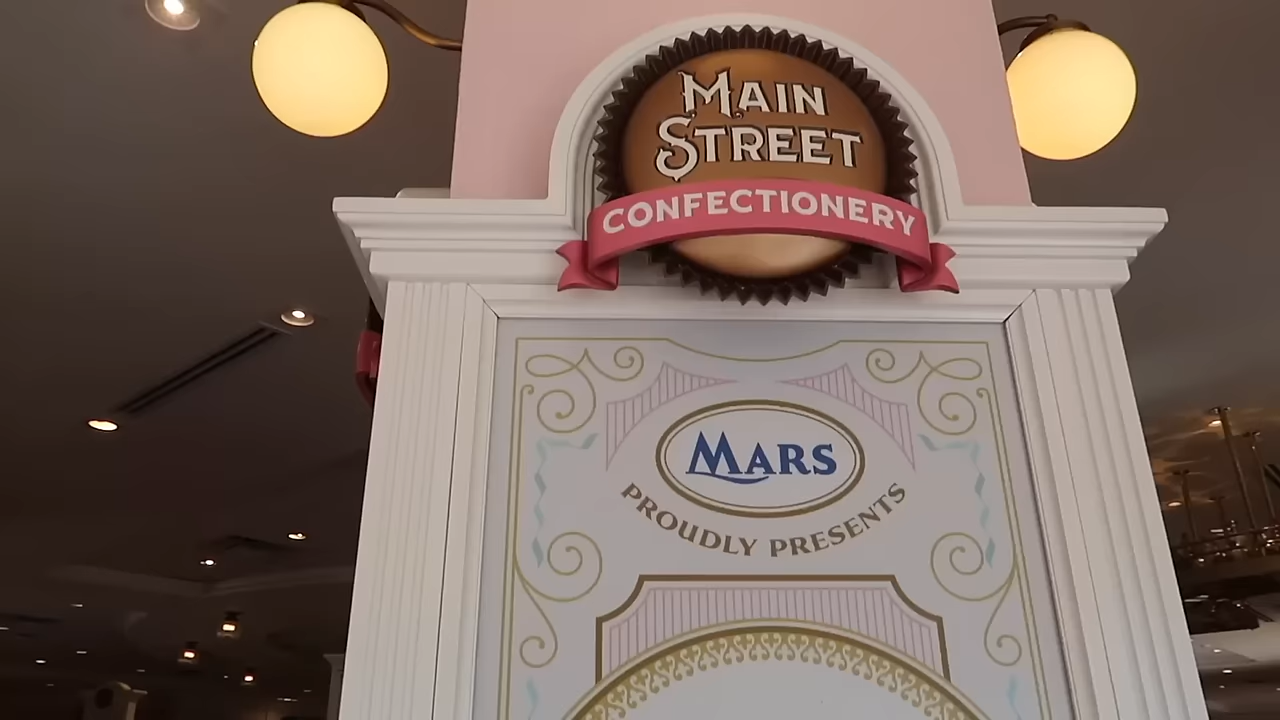 MAIN
STREET
CONFECTIONERY
MARS
PROUDLY PRESENTS